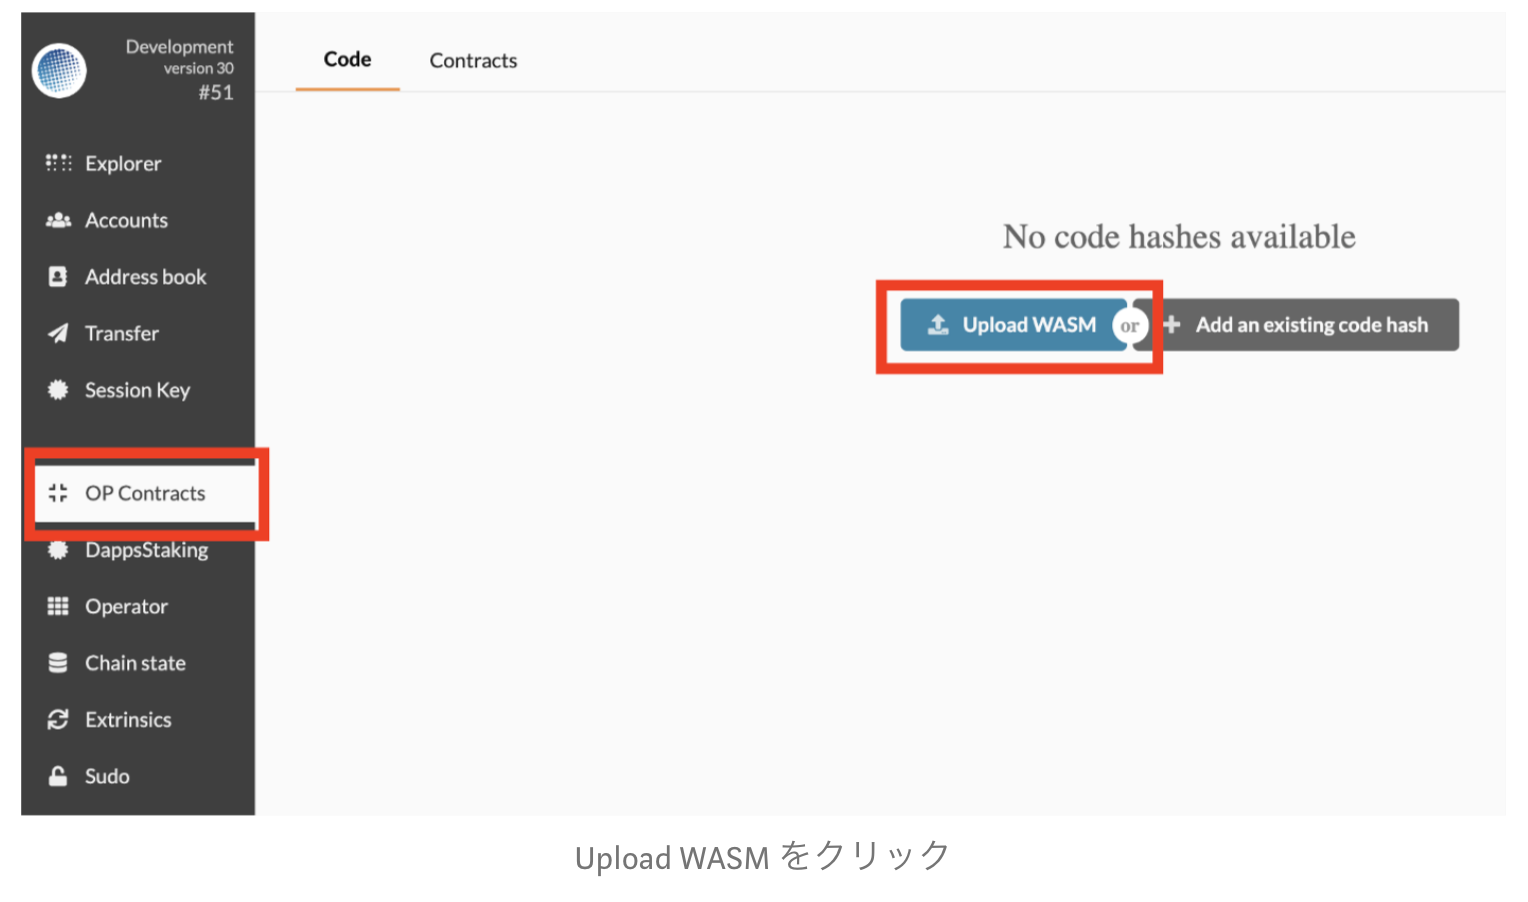 Development
version 30
#51
Explorer
Accounts
Address book
Transfer
Session Key
OP Contracts
DappsStaking
Operator
Chain state
Extrinsics
Sudo
Code Contracts
No code hashes available
Upload WASM or Add an existing code hash
Upload WASM をクリック